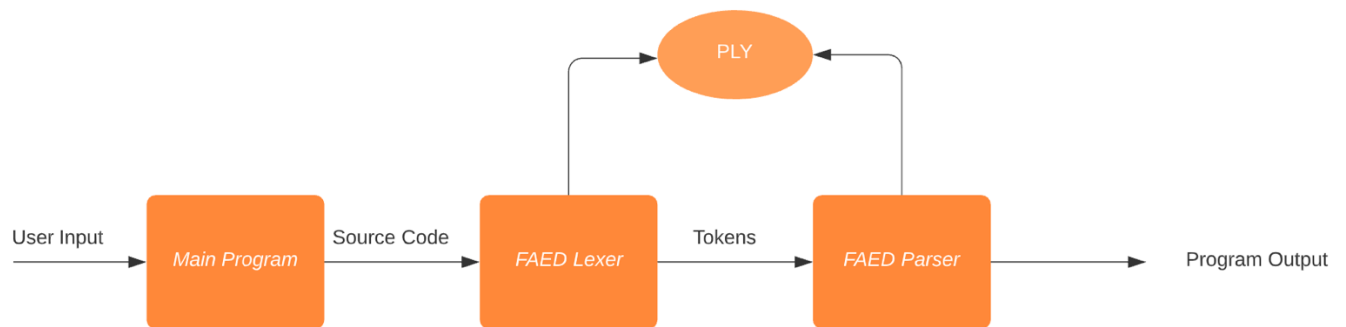 PLY
User Input
Main Program
Source Code
FAED Lexer
Tokens
FAED Parser
Program Output